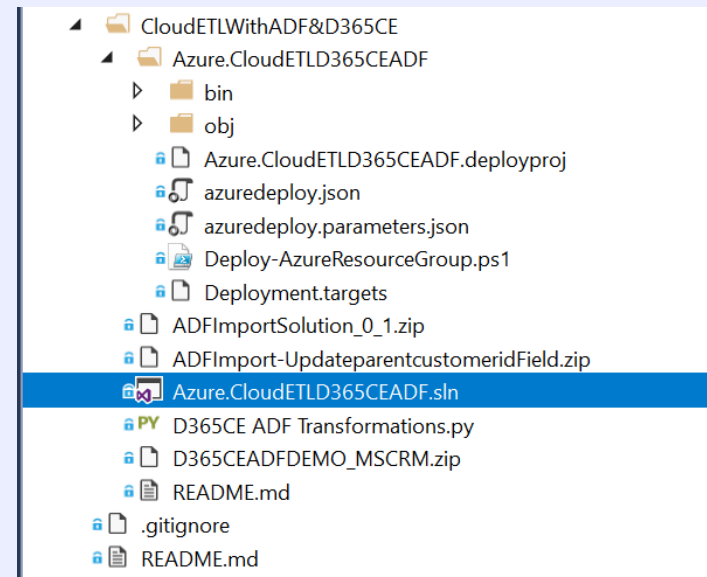 CloudETLWithADF&D365CE
Azure.CloudETLD365CEADF
bin
obj
Azure.CloudETLD365CEADF.deployproj
azuredeploy.json
azuredeploy.parameters.json
Deploy-AzureResourceGroup.ps1
Deployment.targets
ADFImportSolution_0_1.zip
ADFImport-UpdateparentcustomeridField.zip
Azure.CloudETLD365CEADF.sln
PY D365CE ADF Transformations.py
D365CEADFDEMO_MSCRM.zip
README.md
.gitignore
README.md